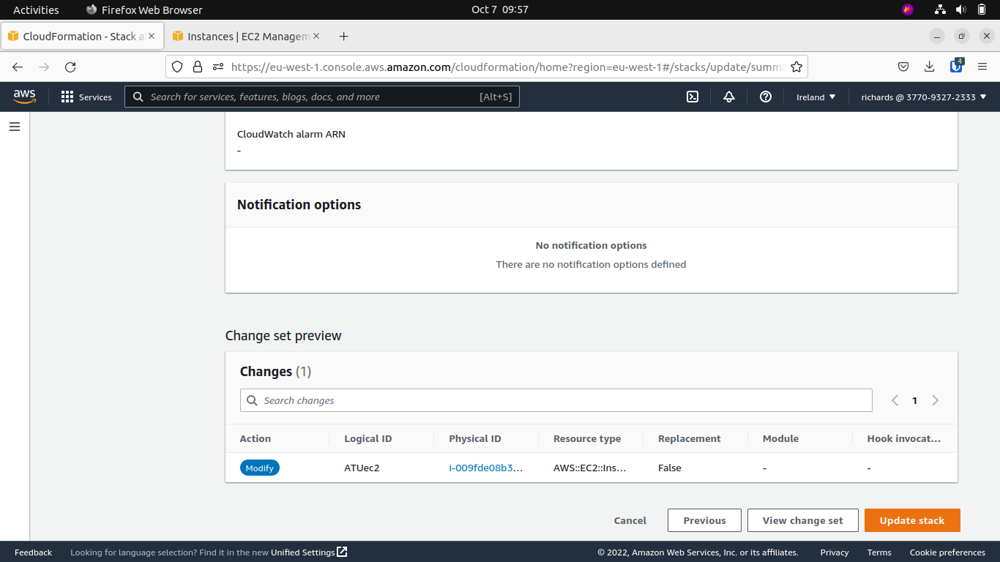 Activities Firefox Web Browser Oct 7 09:57
CloudFormation - Stack a Instances | EC2 Managem
https://eu-west-1.console.aws.amazon.com/cloudformation/home?region=eu-west-1#/stacks/update/summa 4
aws Services Search for services, features, blogs, docs, and more [Alt+S] Ireland richards @ 3770-9327-2333
CloudWatch alarm ARN
-
Notification options
No notification options
There are no notification options defined
Change set preview
Changes (1)
Search changes 1
Action Logical ID Physical ID Resource type Replacement Module Hook invocat...
Modify ATUec2 i-009fde08b3... AWS::EC2::Ins... False - -
Cancel Previous View change set Update stack
Feedback Looking for language selection? Find it in the new Unified Settings © 2022, Amazon Web Services, Inc. or its affiliates. Privacy Terms Cookie preferences